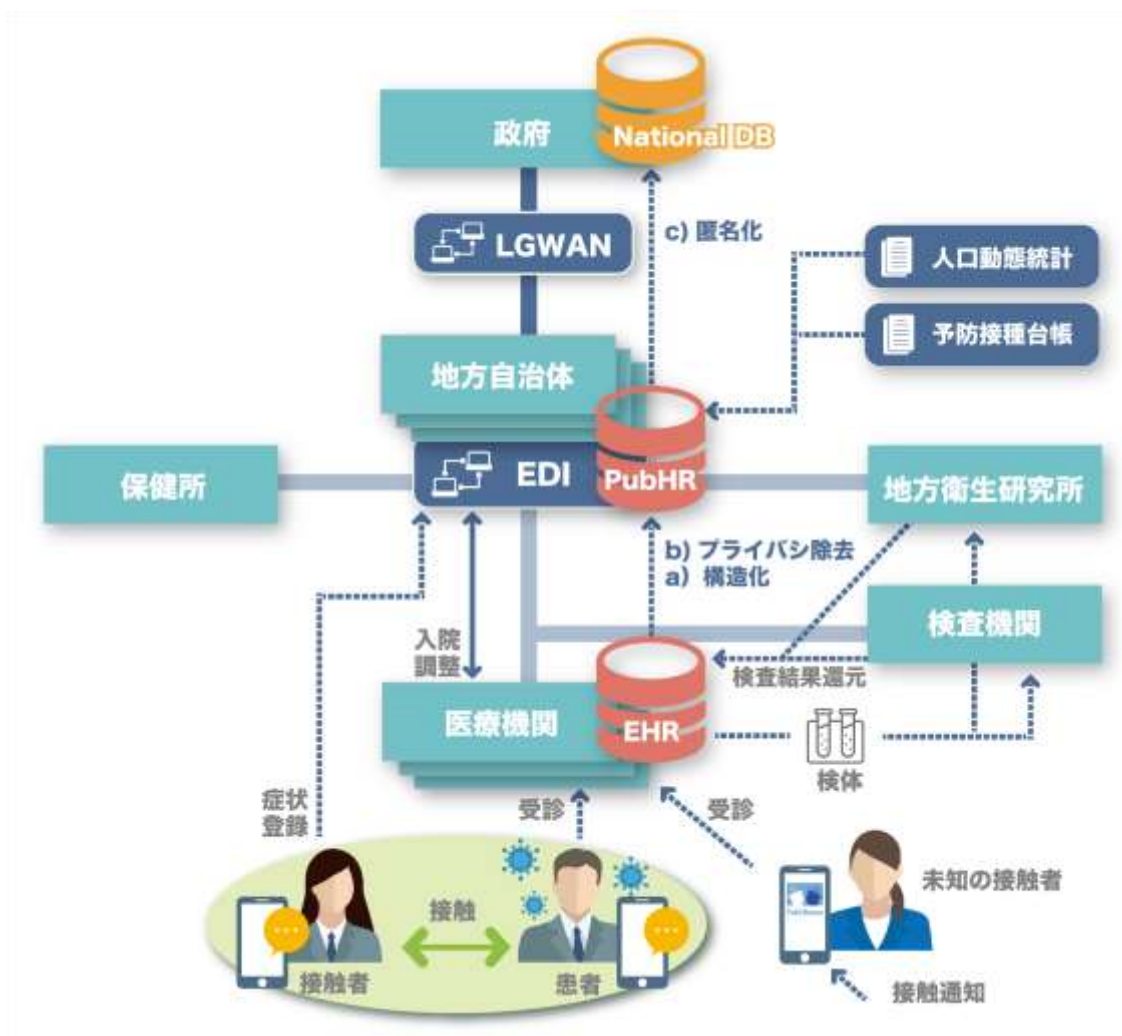 政府
National DB
LGWAN
c) 匿名化
人口動態統計
予防接種台帳
地方自治体
保健所
EDI
PubHR
地方衛生研究所
b) プライバシ除去
a) 構造化
検査機関
入院
調整
検査結果還元
医療機関
EHR
検体
症状
登録
受診
受診
接触
未知の接触者
接触者
患者
接触通知